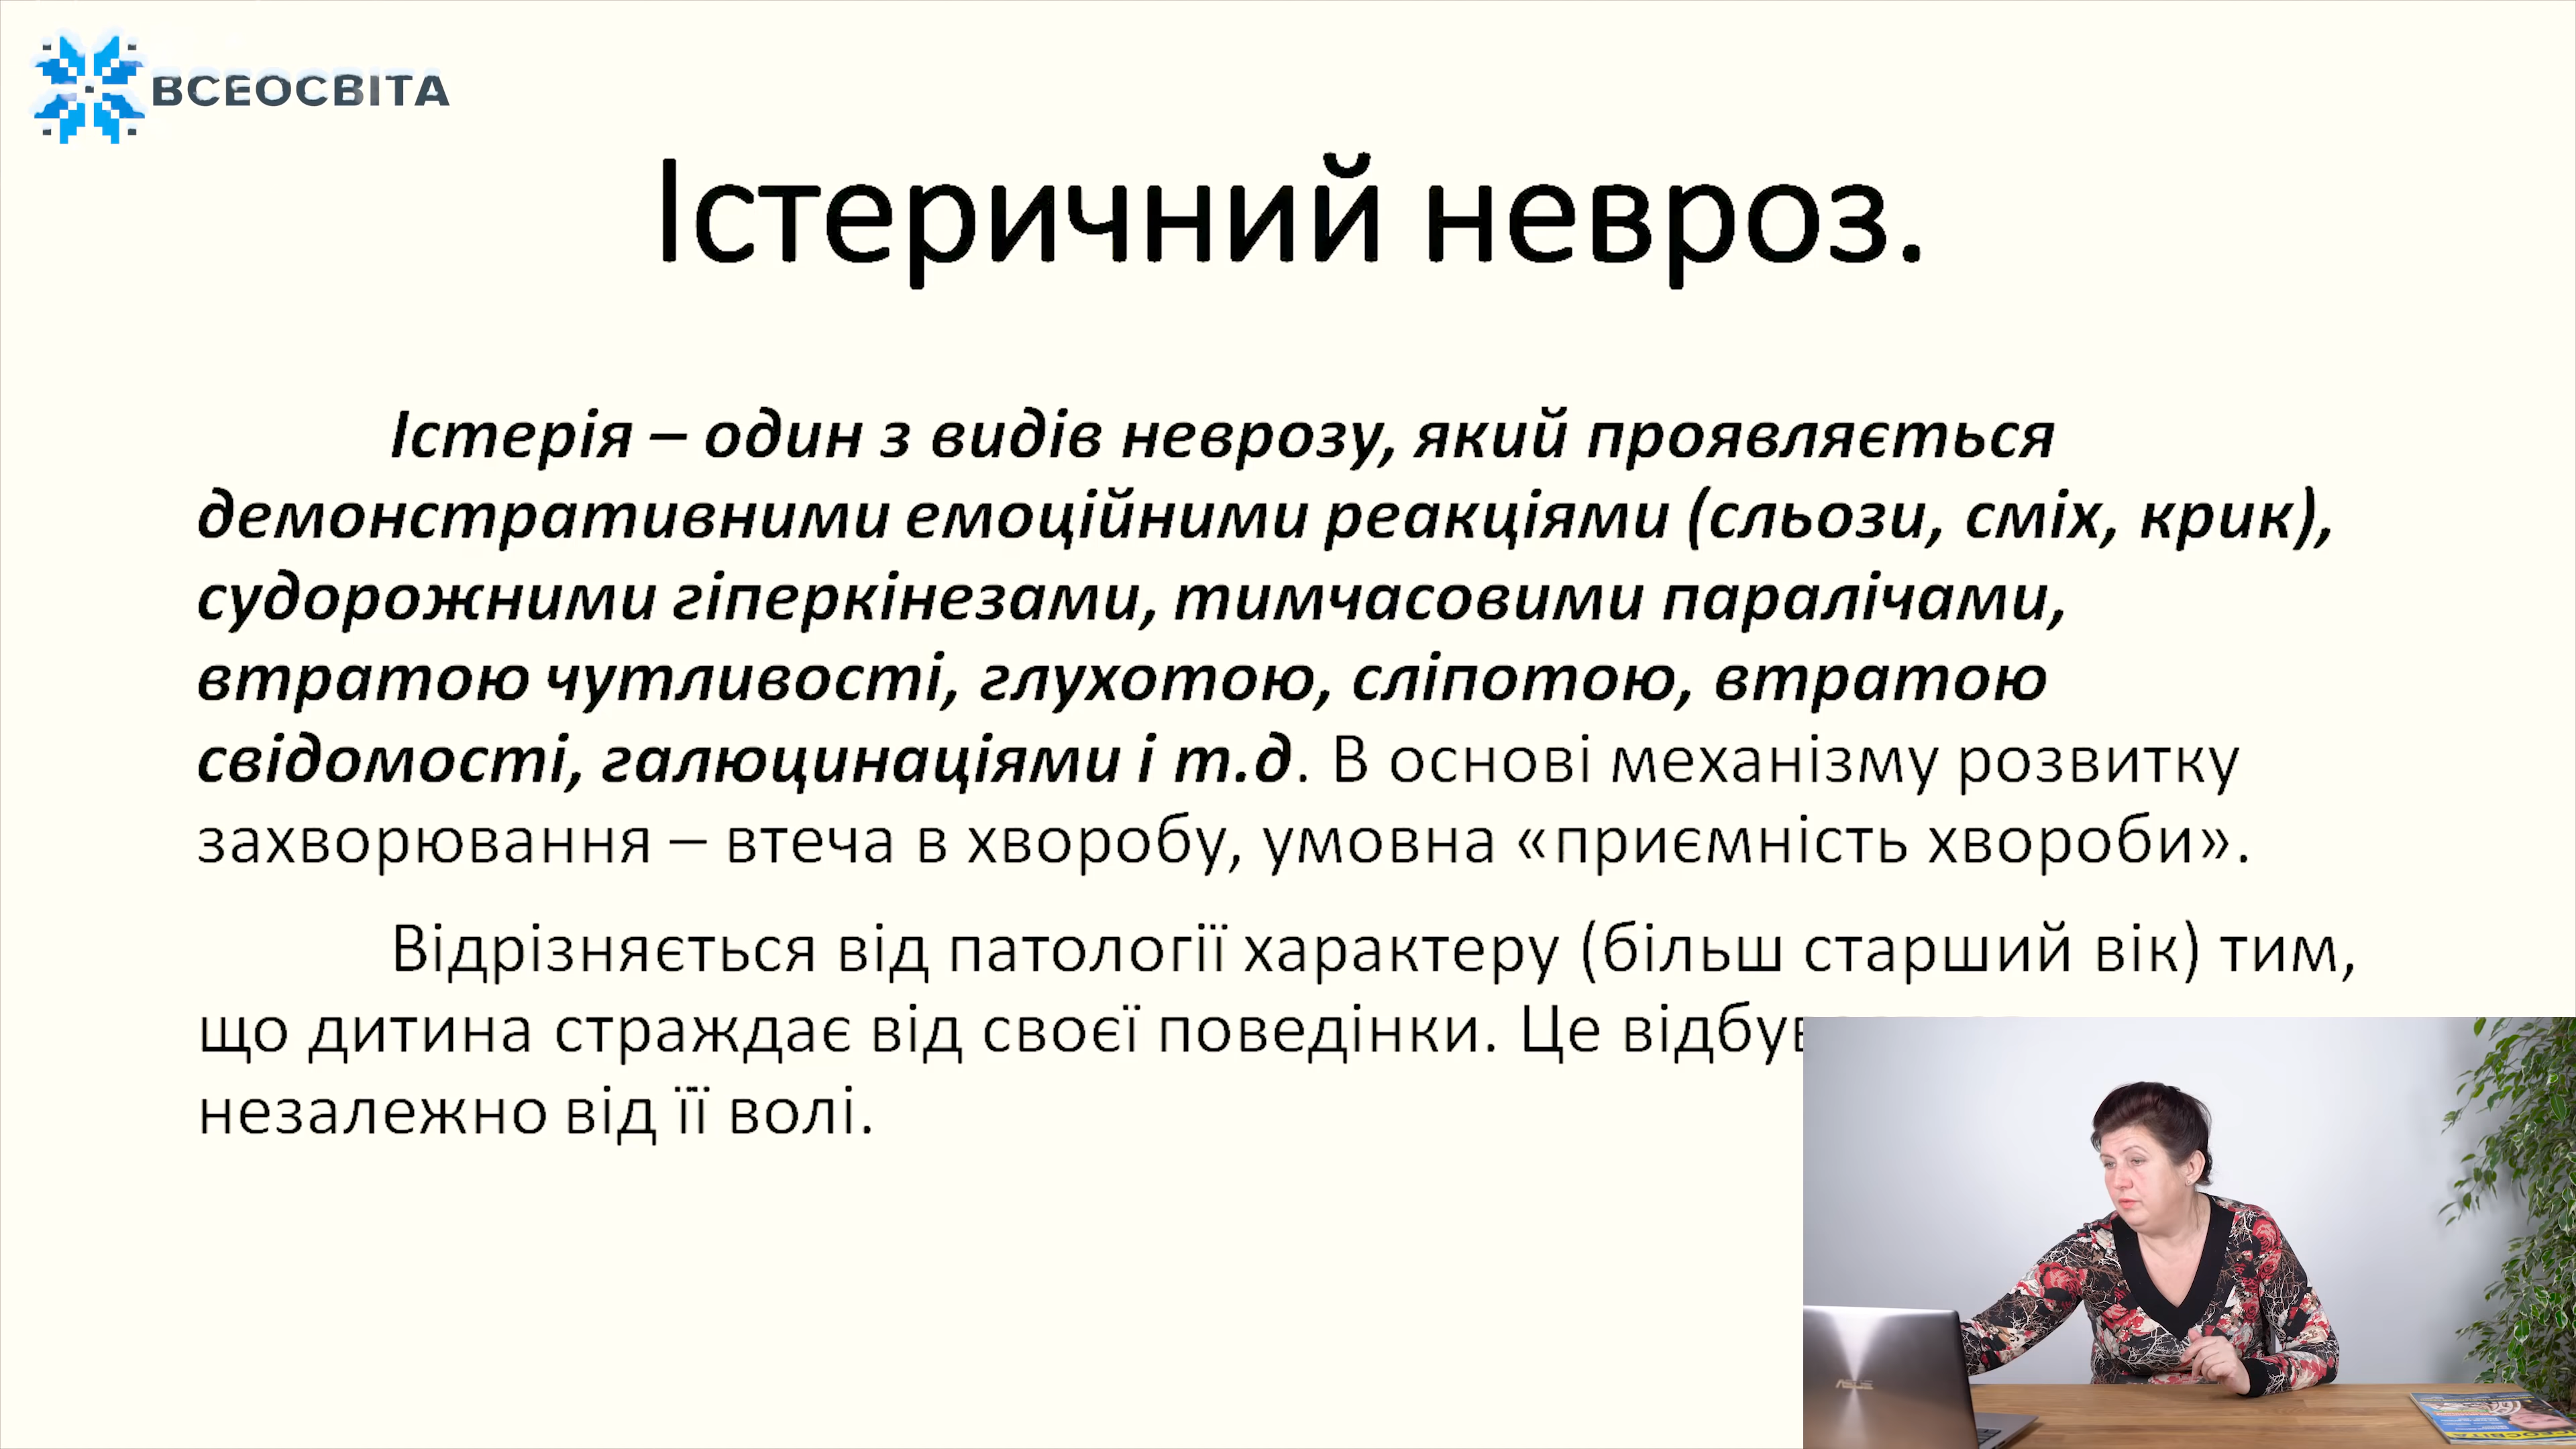 ВСЕОСВІТА
Істеричний невроз.
Істерія – один з видів неврозу, який проявляється
демонстративними емоційними реакціями (сльози, сміх, крик),
судорожними гіперкінезами, тимчасовими паралічами,
втратою чутливості, глухотою, сліпотою, втратою
свідомості, галюцинаціями і т.д. В основі механізму розвитку
захворювання – втеча в хворобу, умовна «приємність хвороби».
Відрізняється від патології характеру (більш старший вік) тим,
що дитина страждає від своєї поведінки. Це
незалежно від її волі.
ASUS